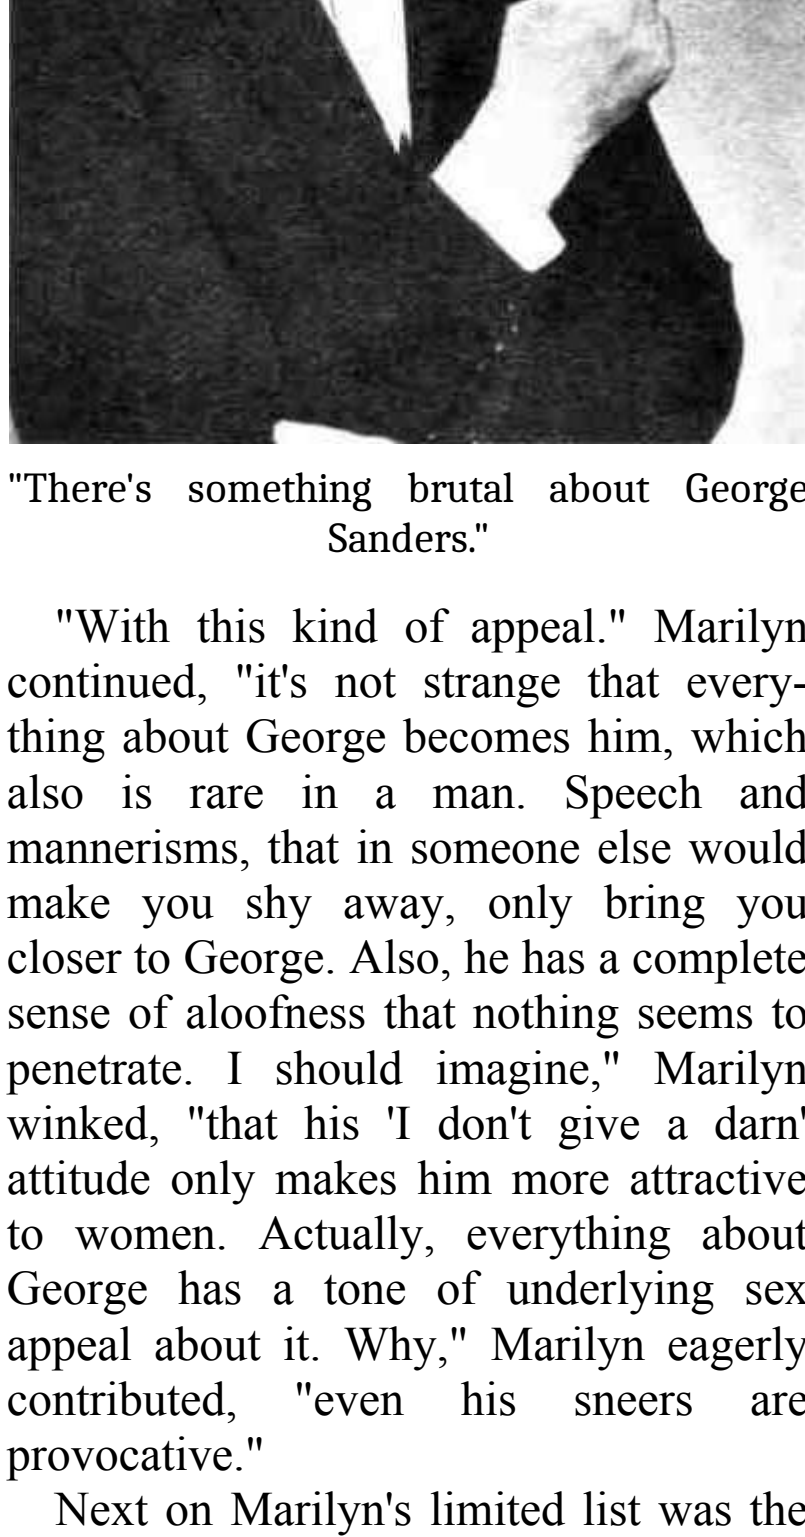 "There's something brutal about George
Sanders."
"With this kind of appeal." Marilyn
continued, "it's not strange that every-
thing about George becomes him, which
also is rare in a man. Speech and
mannerisms, that in someone else would
make you shy away, only bring you
closer to George. Also, he has a complete
sense of aloofness that nothing seems to
penetrate. I should imagine," Marilyn
winked, "that his 'I don't give a darn'
attitude only makes him more attractive
to women. Actually, everything about
George has a tone of underlying sex
appeal about it. Why," Marilyn eagerly
contributed, "even his sneers are
provocative."
Next on Marilyn's limited list was the